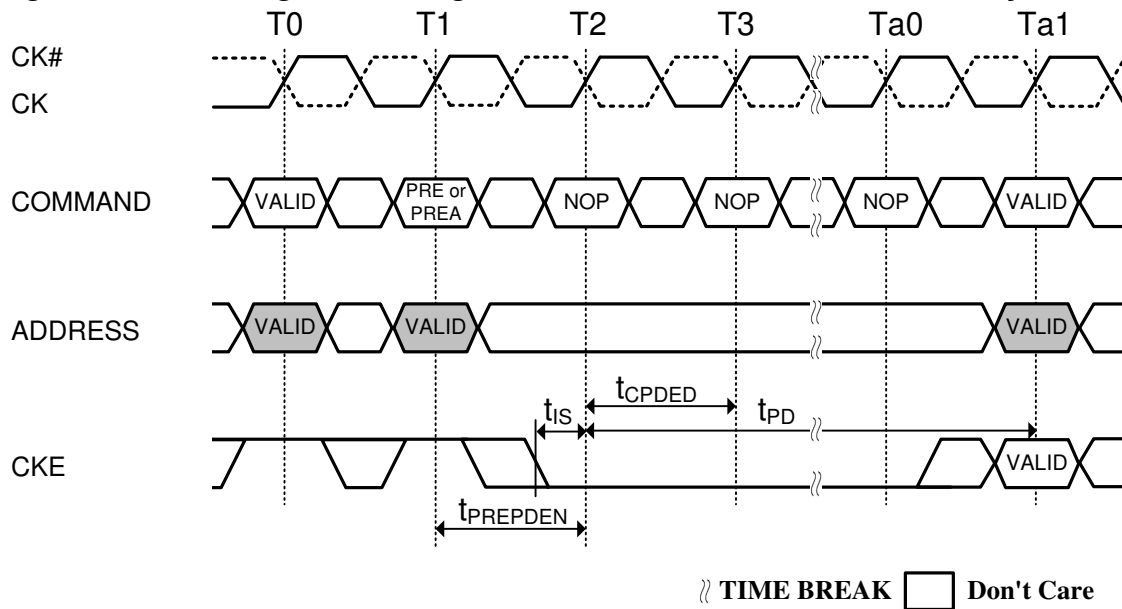 T0 T1 T2 T3 Ta0 Ta1
CK#
CK
COMMAND
VALID
PRE or
PREA
NOP
NOP
NOP
VALID
ADDRESS
VALID
VALID
VALID
tCPDED
tIS
tPD
CKE
VALID
tPREPDEN
TIME BREAK
Don't Care